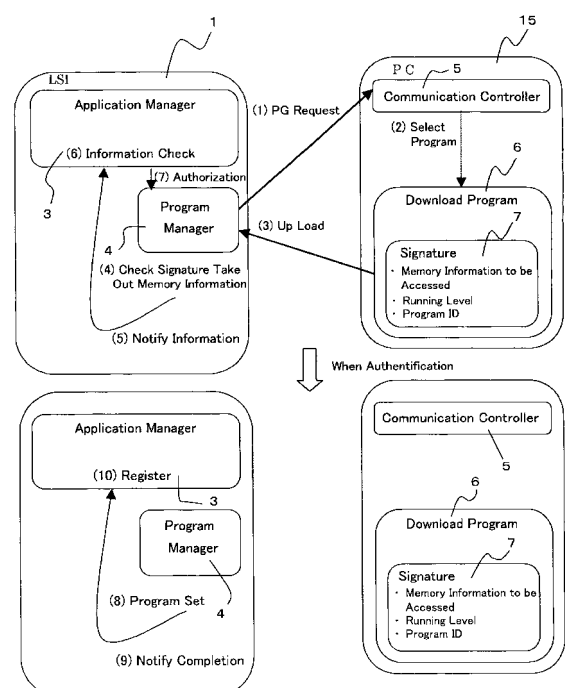 1
LSI
Application Manager
(6) Information Check
3
(7) Authorization
Program
Manager
4
(4) Check Signature Take
Out Memory Information
(5) Notify Information
(1) PG Request
(3) Up Load
15
PC
5
Communication Controller
(2) Select
Program
6
Download Program
7
Signature
・ Memory Information to be
Accessed
・ Running Level
・ Program ID
When Authentification
Application Manager
(10) Register
3
Program
Manager
4
(8) Program Set
(9) Notify Completion
Communication Controller
5
6
Download Program
7
Signature
・ Memory Information to be
Accessed
・ Running Level
・ Program ID